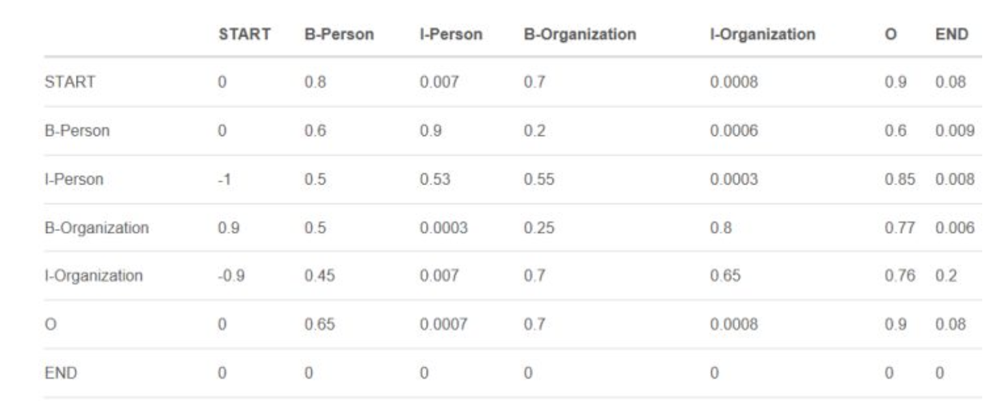 START B-Person I-Person B-Organization I-Organization O END
START 0 0.8 0.007 0.7 0.0008 0.9 0.08
B-Person 0 0.6 0.9 0.2 0.0006 0.6 0.009
I-Person -1 0.5 0.53 0.55 0.0003 0.85 0.008
B-Organization 0.9 0.5 0.0003 0.25 0.8 0.77 0.006
I-Organization -0.9 0.45 0.007 0.7 0.65 0.76 0.2
O 0 0.65 0.0007 0.7 0.0008 0.9 0.08
END 0 0 0 0 0 0 0